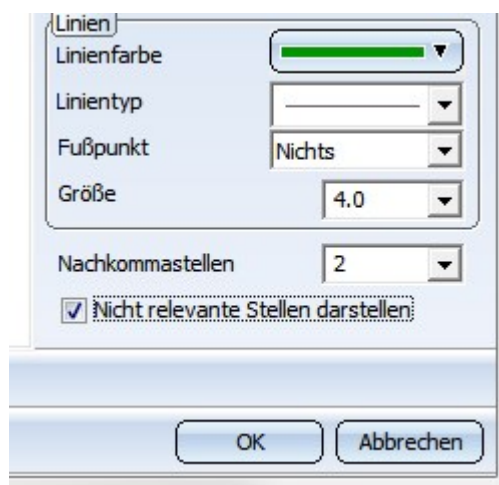 Linien
Linienfarbe
Linientyp
Fußpunkt Nichts
Größe 4.0
Nachkommastellen 2
Nicht relevante Stellen darstellen
OK Abbrechen